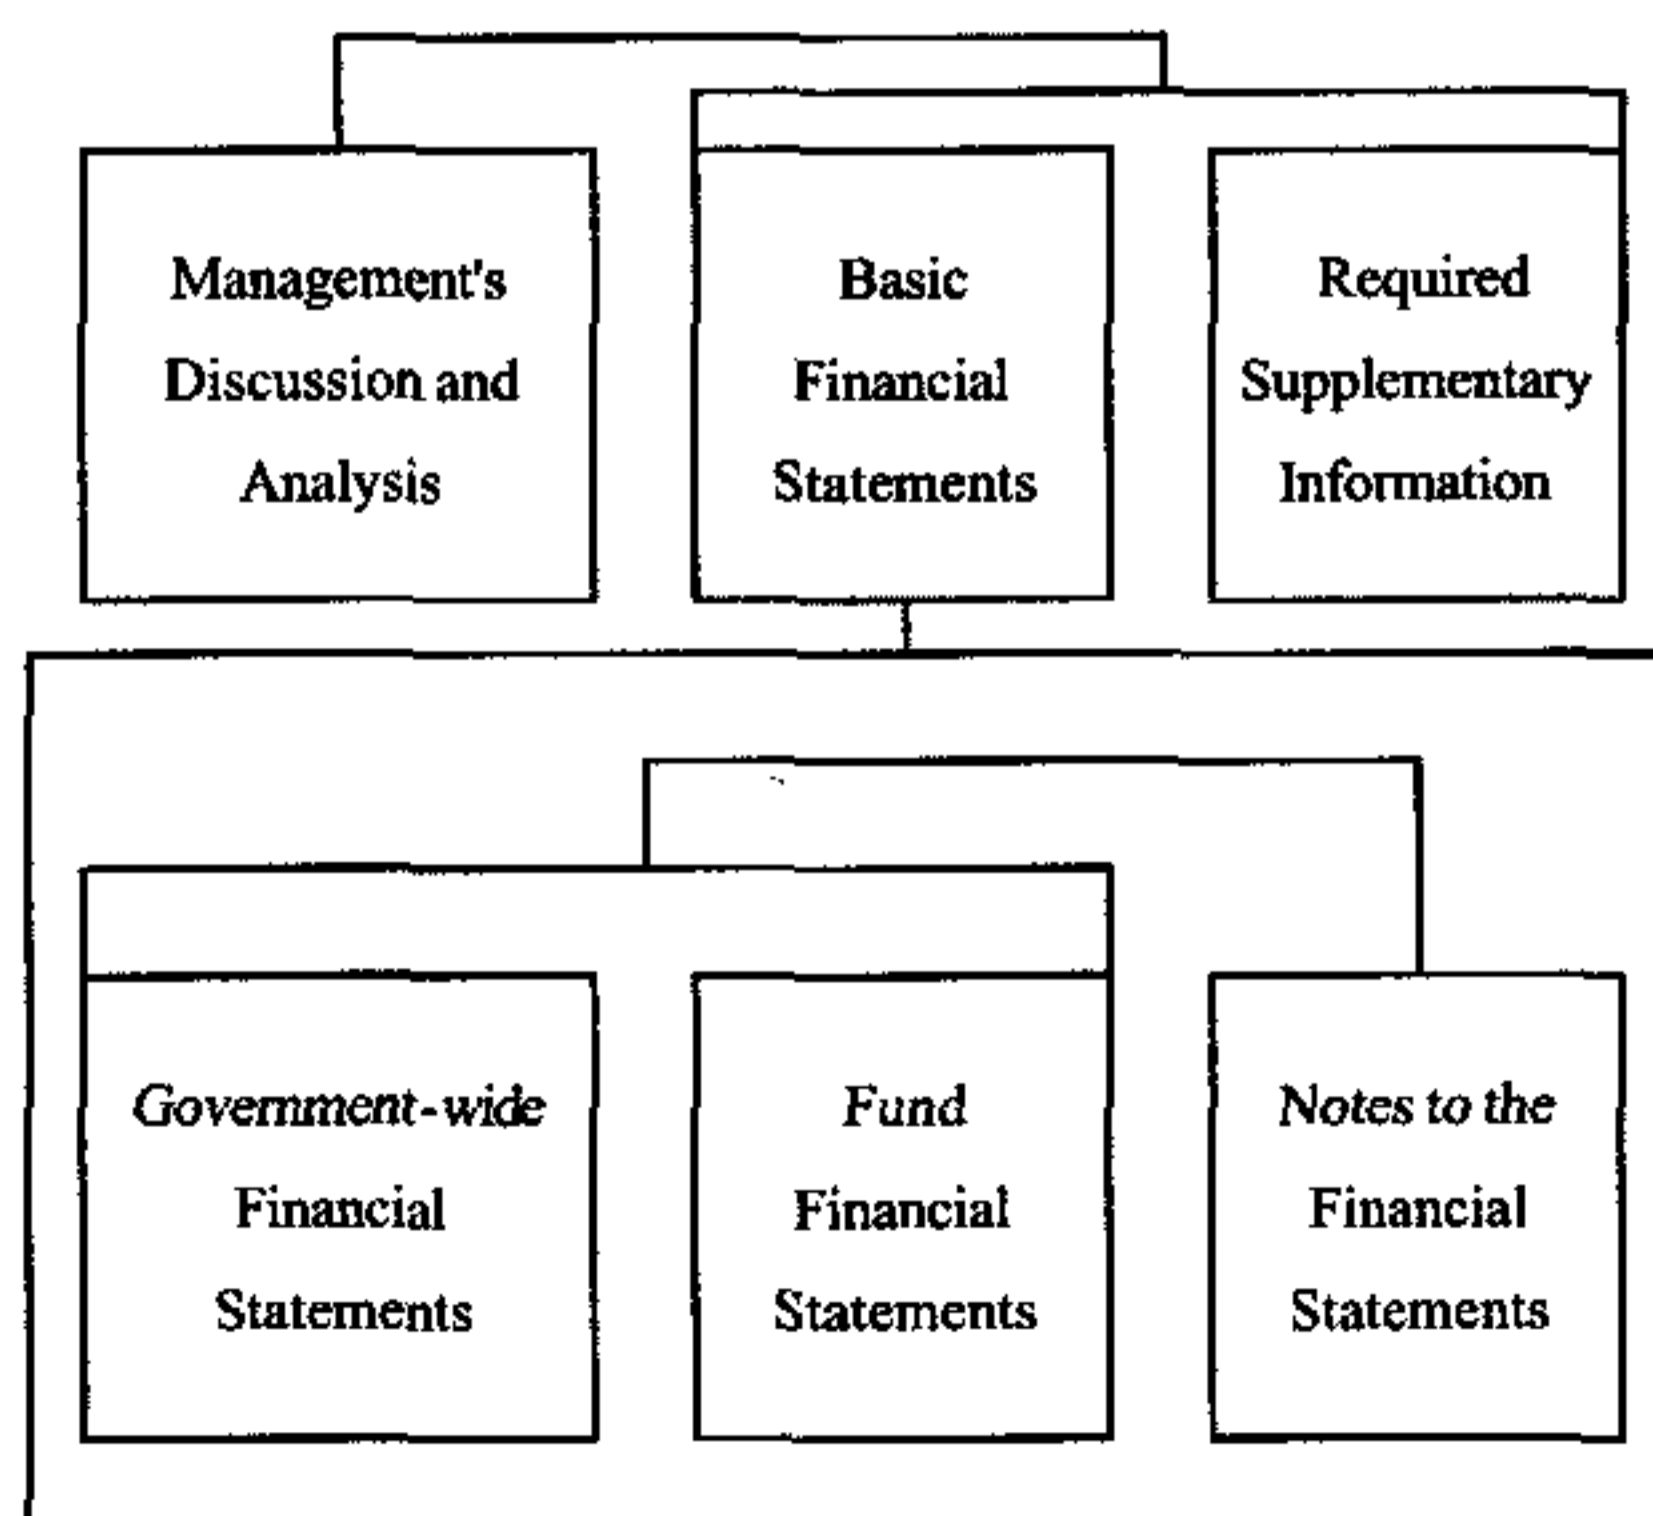 Management's
Discussion and
Analysis
Basic
Financial
Statements
Required
Supplementary
Information
Government-wide
Financial
Statements
Fund
Financial
Statements
Notes to the
Financial
Statements